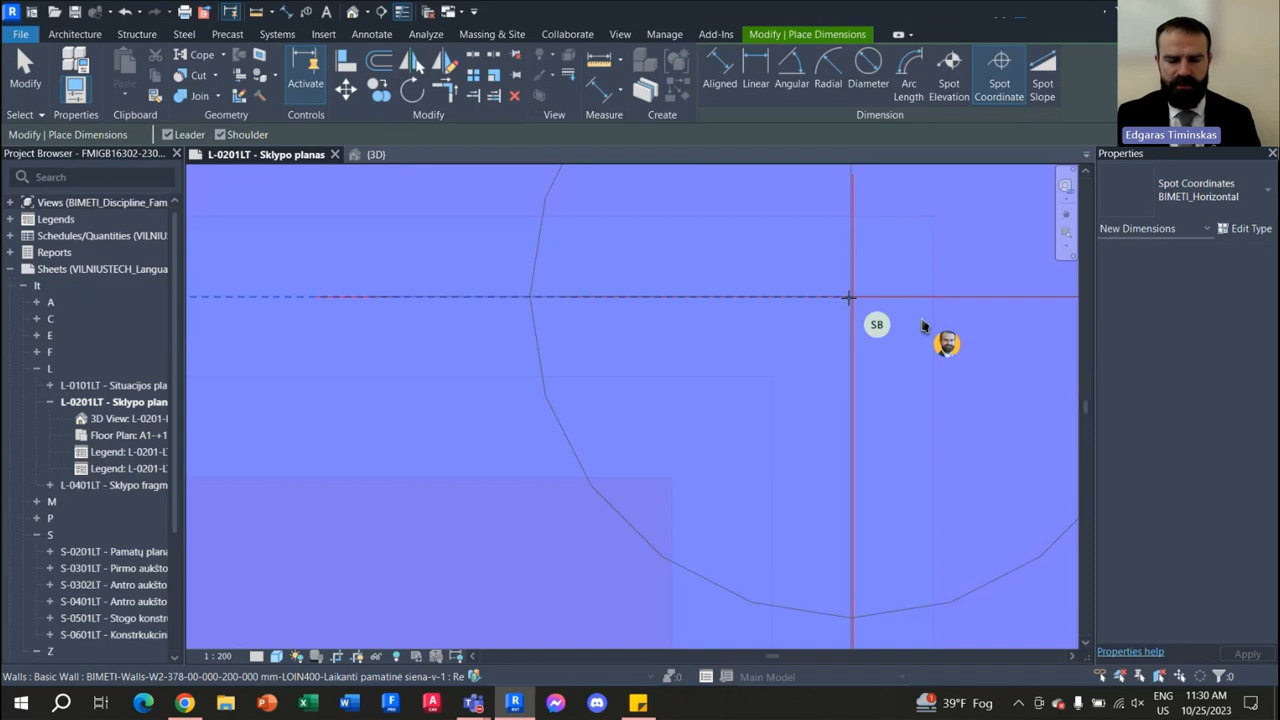 File Architecture Structure Steel Precast Systems Insert Annotate Analyze Massing & Site Collaborate View Manage Add-Ins Modify | Place Dimensions
Modify Paste Cope Cut Join Activate Aligned Linear Angular Radial Diameter Arc Length Spot Elevation Spot Coordinate Spot Slope
Select Properties Clipboard Geometry Controls Modify View Measure Create Dimension
Modify | Place Dimensions Leader Shoulder
Edgaras Timinskas
Project Browser - FMIGB16302-230... L-0201LT - Sklypo planas {3D} Properties
Search
Spot Coordinates
BIMETI_Horizontal
New Dimensions Edit Type
Views (BIMETI_Discipline_Fam
Legends
Schedules/Quantities (VILNIUS
Reports
Sheets (VILNIUSTECH_Langua
lt
A
C
E
F
L
L-0101LT - Situacijos pla
L-0201LT - Sklypo plan
3D View: L-0201-I
Floor Plan: A1-+1
Legend: L-0201-L
Legend: L-0201-L
L-0401LT - Sklypo fragm
M
P
S
S-0201LT - Pamatų plana
S-0301LT - Pirmo aukšto
S-0302LT - Antro aukšto
S-0401LT - Antro aukšto
S-0501LT - Stogo konstr
S-0601LT - Konstrkukcin
Z
SB
1 : 200
Properties help Apply
Walls : Basic Wall : BIMETI-Walls-W2-378-00-000-200-000 mm-LOIN400-Laikanti pamatinė siena-v-1 : Re :0 Main Model :0
39°F Fog ENG US 11:30 AM 10/25/2023